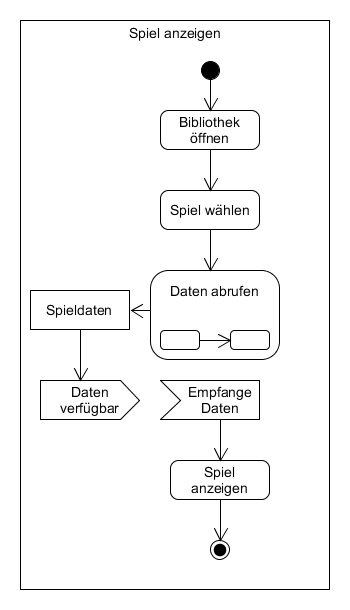 Spiel anzeigen
Bibliothek
öffnen
Spiel wählen
Daten abrufen
Spieldaten
Daten
verfügbar
Empfange
Daten
Spiel
anzeigen